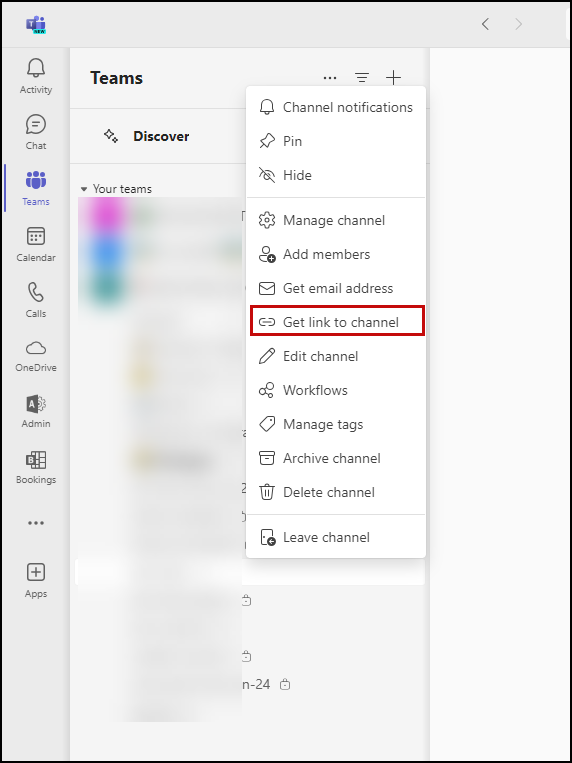 NEW
Activity
Chat
Teams
Calendar
Calls
OneDrive
Admin
Bookings
Apps
Teams
Discover
Your teams
n-24
Channel notifications
Pin
Hide
Manage channel
Add members
Get email address
Get link to channel
Edit channel
Workflows
Manage tags
Archive channel
Delete channel
Leave channel